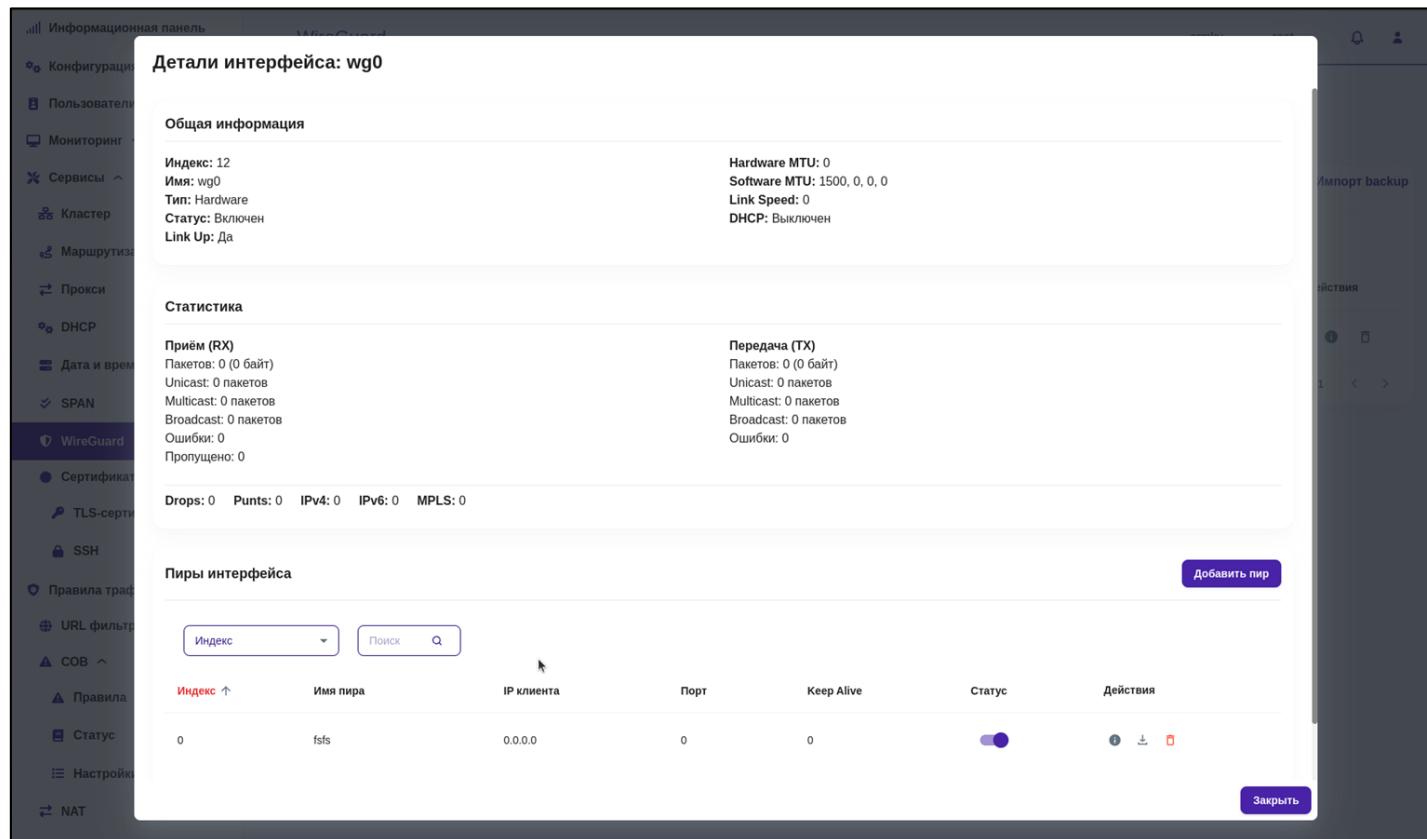 Информационная панель
WireGuard
Конфигурация
Детали интерфейса: wg0
Пользователи
Общая информация
Мониторинг
Индекс: 12
Hardware MTU: 0
Сервисы
Имя: wg0
Software MTU: 1500, 0, 0, 0
Импорт backup
Тип: Hardware
Link Speed: 0
Кластер
Статус: Включен
DHCP: Выключен
Link Up: Да
Маршрутиза
Прокси
ействия
Статистика
DHCP
Приём (RX)
Передача (TX)
Дата и врем
Пакетов: 0 (0 байт)
Пакетов: 0 (0 байт)
Unicast: 0 пакетов
Unicast: 0 пакетов
1
SPAN
Multicast: 0 пакетов
Multicast: 0 пакетов
Broadcast: 0 пакетов
Broadcast: 0 пакетов
WireGuard
Ошибки: 0
Ошибки: 0
Пропущено: 0
Сертификат
Drops: 0 Punts: 0 IPv4: 0 IPv6: 0 MPLS: 0
TLS-серти
SSH
Пиры интерфейса
Добавить пир
Правила траф
URL фильтр
Индекс
Поиск
СОВ
Индекс Имя пира IP клиента Порт Keep Alive Статус Действия
Правила
Статус
0 fsfs 0.0.0.0 0 0
Настройки
Закрыть
NAT